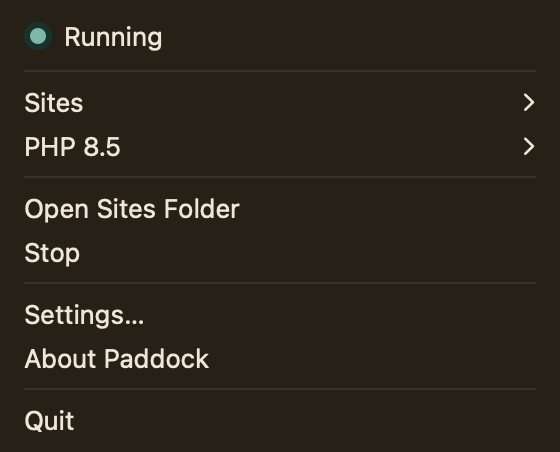 Running
Sites
PHP 8.5
Open Sites Folder
Stop
Settings...
About Paddock
Quit